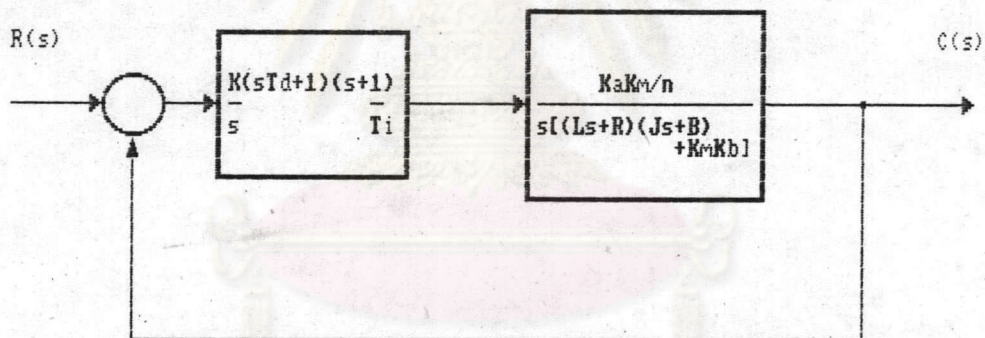 R(s)
C(s)
K(sTd+1)(s+1)
s Ti
KaKm/n
s[(Ls+R)(Js+B)
+KmKb]